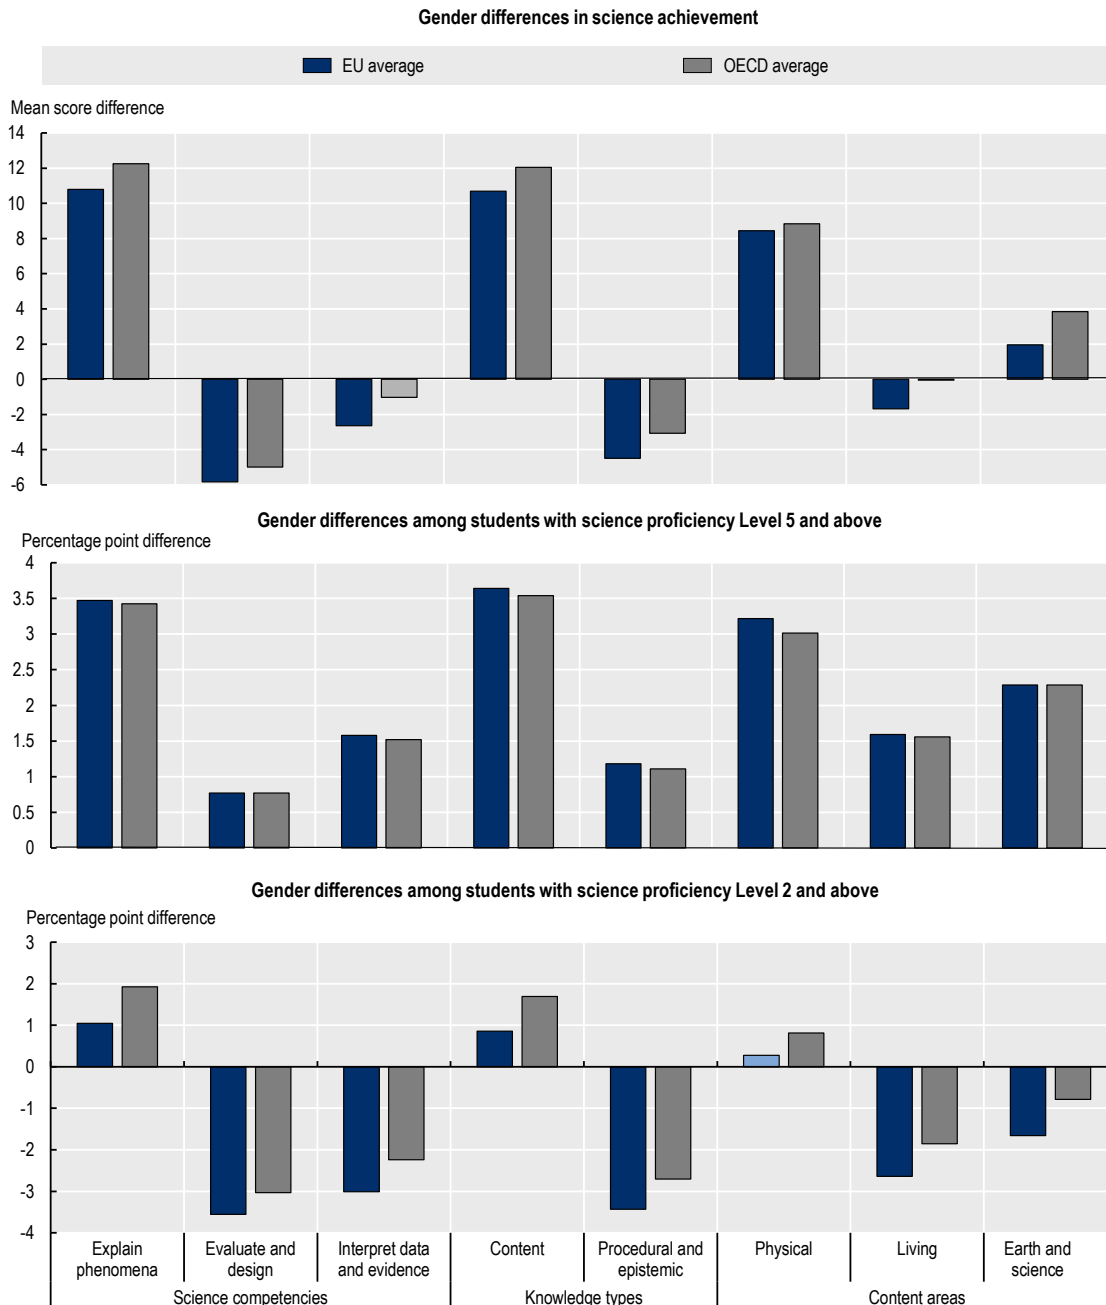 Gender differences in science achievement
EU average
OECD average
Mean score difference
14
12
10
8
6
4
2
0
-2
-4
-6
Gender differences among students with science proficiency Level 5 and above
Percentage point difference
4
3.5
3
2.5
2
1.5
1
0.5
0
Gender differences among students with science proficiency Level 2 and above
Percentage point difference
3
2
1
0
-1
-2
-3
-4
Explain
phenomena
Evaluate and
design
Interpret data
and evidence
Content
Procedural and
epistemic
Physical
Living
Earth and
science
Science competencies
Knowledge types
Content areas